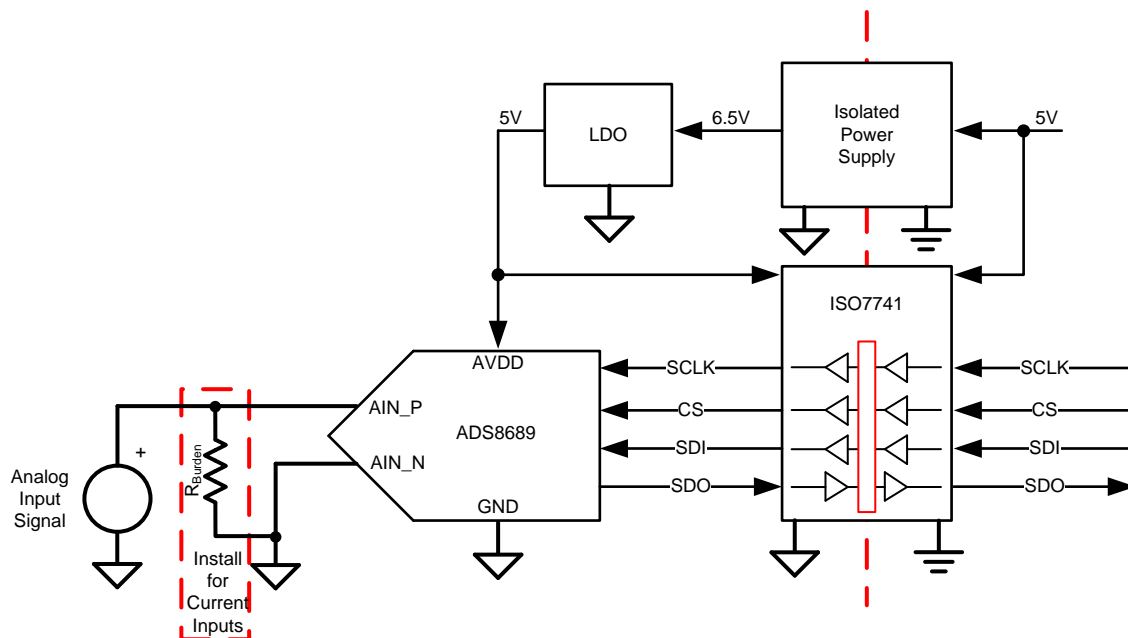 5V
LDO
6.5V
Isolated
Power
Supply
5V
ISO7741
AVDD
SCLK
SCLK
AIN_P
CS
CS
ADS8689
SDI
SDI
AIN_N
SDO
SDO
GND
+
Analog
Input
Signal
RBurden
Install
for
Current
Inputs